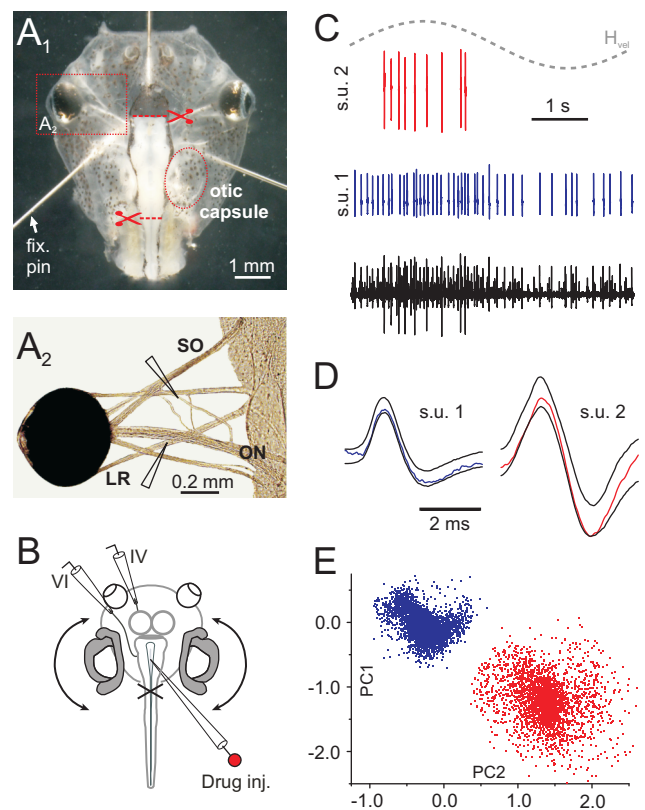 A1
A2
otic
capsule
fix.
pin
1 mm
A2
SO
ON
LR
0.2 mm
B
VI
IV
Drug inj.
C
Hvel
s.u. 2
1 s
s.u. 1
D
s.u. 1
s.u. 2
2 ms
E
0.0
-1.0
-2.0
PC1
PC2
-1.0
0.0
1.0
2.0